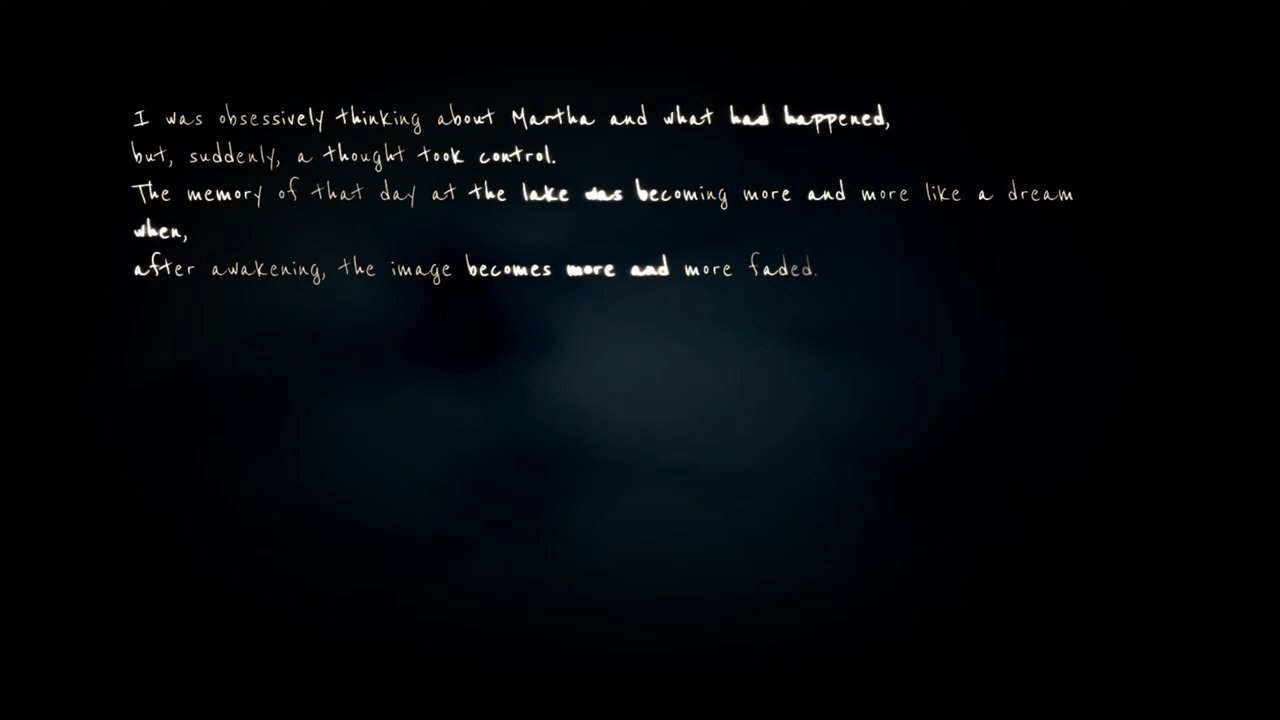 I was obsessively thinking about Martha and what had happened,
but, suddenly, a thought took control.
The memory of that day at the lake was becoming more and more like a dream
when,
after awakening, the image becomes more and more faded.